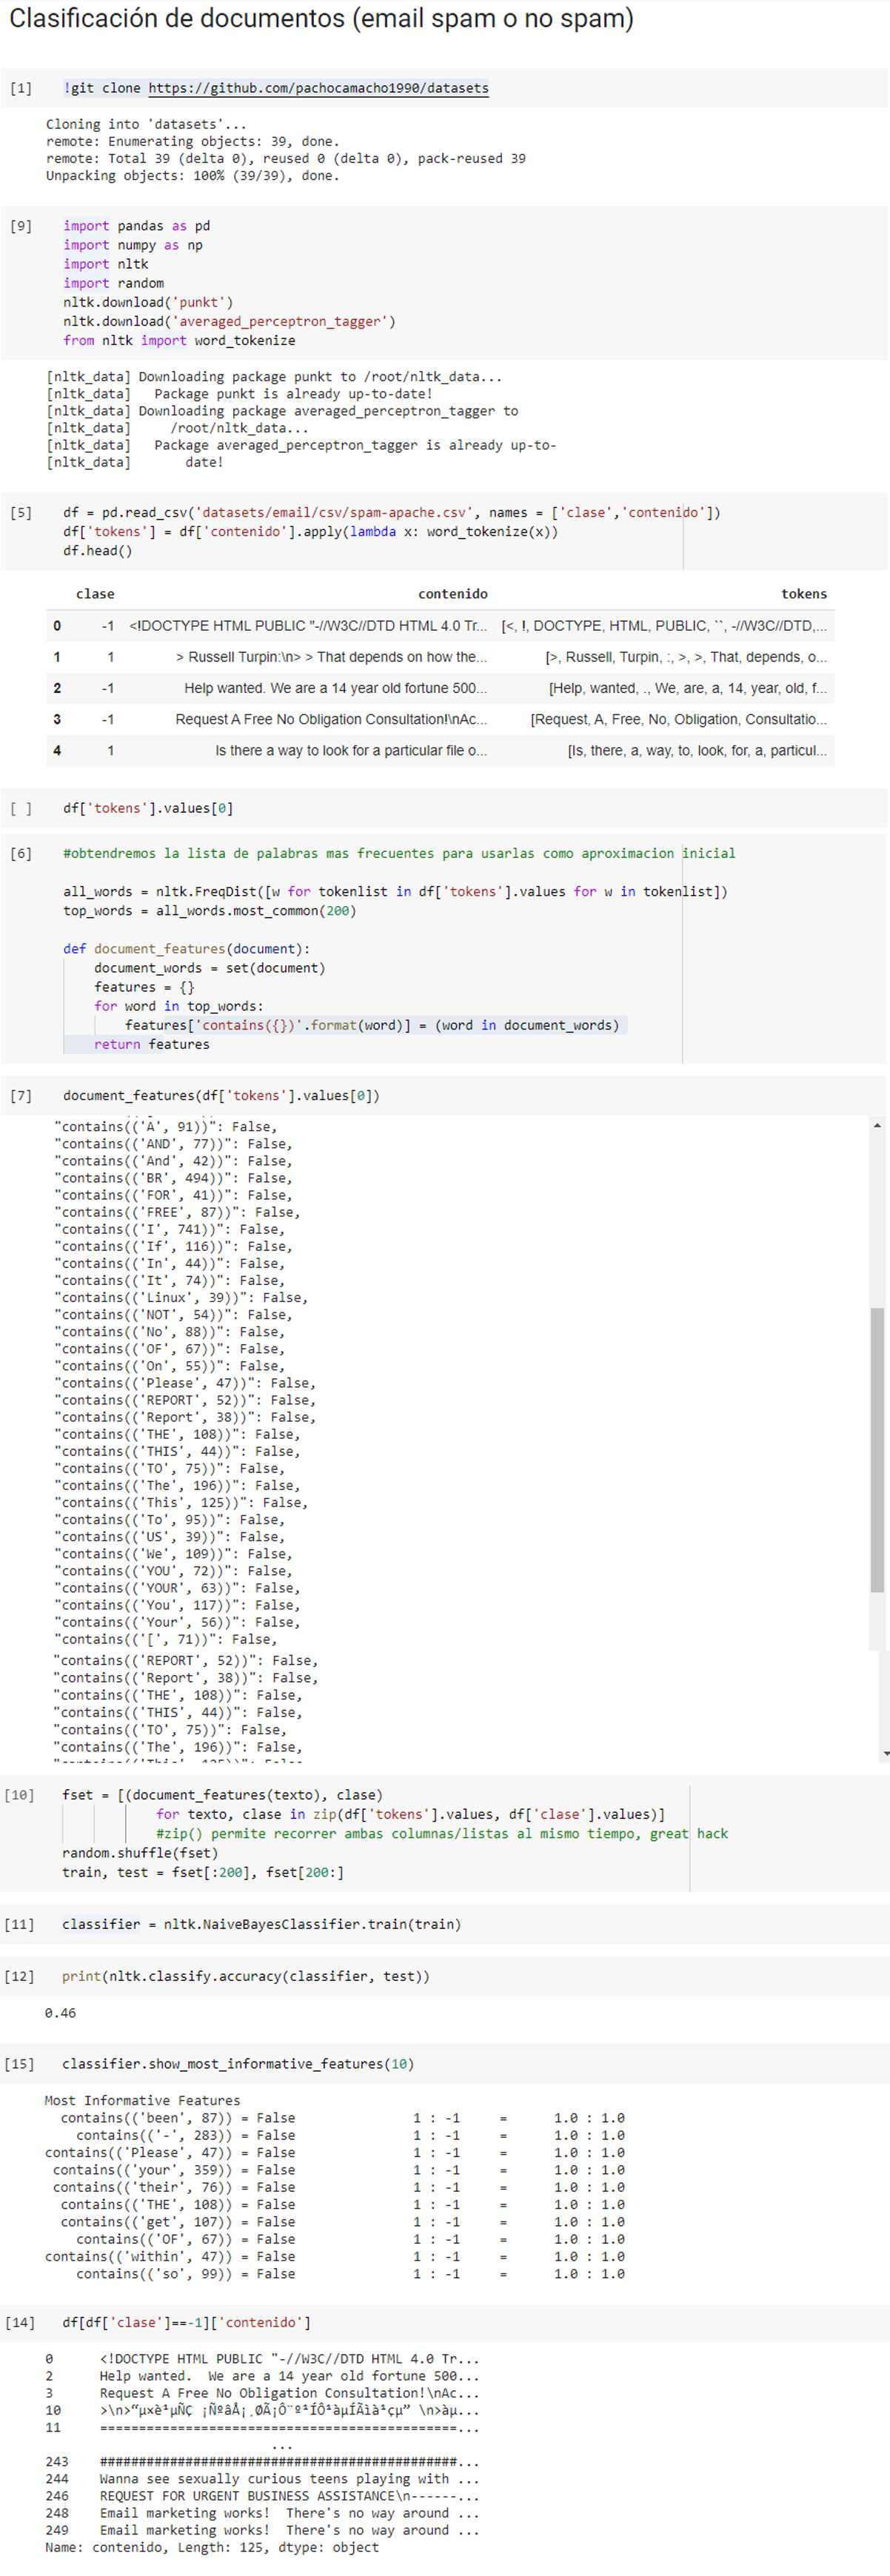 Clasificación de documentos (email spam o no spam)
[1] !git clone https://github.com/pachocamacho1990/datasets
Cloning into 'datasets'...
remote: Enumerating objects: 39, done.
remote: Total 39 (delta 0), reused 0 (delta 0), pack-reused 39
Unpacking objects: 100% (39/39), done.
[9] import pandas as pd
import numpy as np
import nltk
import random
nltk.download('punkt')
nltk.download('averaged_perceptron_tagger')
from nltk import word_tokenize
[nltk_data] Downloading package punkt to /root/nltk_data...
[nltk_data]   Package punkt is already up-to-date!
[nltk_data] Downloading package averaged_perceptron_tagger to
[nltk_data]     /root/nltk_data...
[nltk_data]   Package averaged_perceptron_tagger is already up-to-
[nltk_data]       date!
[5] df = pd.read_csv('datasets/email/csv/spam-apache.csv', names = ['clase','contenido'])
df['tokens'] = df['contenido'].apply(lambda x: word_tokenize(x))
df.head()
clase contenido tokens
0 -1 <!DOCTYPE HTML PUBLIC "-//W3C//DTD HTML 4.0 Tr... [<, !, DOCTYPE, HTML, PUBLIC, ``, -//W3C//DTD,...
1 1 > Russell Turpin:\n> > That depends on how the... [>, Russell, Turpin, :, >, >, That, depends, o...
2 -1 Help wanted. We are a 14 year old fortune 500... [Help, wanted, ., We, are, a, 14, year, old, f...
3 -1 Request A Free No Obligation Consultation!\nAc... [Request, A, Free, No, Obligation, Consultatio...
4 1 Is there a way to look for a particular file o... [Is, there, a, way, to, look, for, a, particul...
[ ] df['tokens'].values[0]
[6] #obtendremos la lista de palabras mas frecuentes para usarlas como aproximacion inicial
all_words = nltk.FreqDist([w for tokenlist in df['tokens'].values for w in tokenlist])
top_words = all_words.most_common(200)
def document_features(document):
    document_words = set(document)
    features = {}
    for word in top_words:
        features['contains({})'.format(word)] = (word in document_words)
    return features
[7] document_features(df['tokens'].values[0])
"contains(('A', 91))": False,
"contains(('AND', 77))": False,
"contains(('And', 42))": False,
"contains(('BR', 494))": False,
"contains(('FOR', 41))": False,
"contains(('FREE', 87))": False,
"contains(('I', 741))": False,
"contains(('If', 116))": False,
"contains(('In', 44))": False,
"contains(('It', 74))": False,
"contains(('Linux', 39))": False,
"contains(('NOT', 54))": False,
"contains(('No', 88))": False,
"contains(('OF', 67))": False,
"contains(('On', 55))": False,
"contains(('Please', 47))": False,
"contains(('REPORT', 52))": False,
"contains(('Report', 38))": False,
"contains(('THE', 108))": False,
"contains(('THIS', 44))": False,
"contains(('TO', 75))": False,
"contains(('The', 196))": False,
"contains(('This', 125))": False,
"contains(('To', 95))": False,
"contains(('US', 39))": False,
"contains(('We', 109))": False,
"contains(('YOU', 72))": False,
"contains(('YOUR', 63))": False,
"contains(('You', 117))": False,
"contains(('Your', 56))": False,
"contains(('[', 71))": False,
"contains(('REPORT', 52))": False,
"contains(('Report', 38))": False,
"contains(('THE', 108))": False,
"contains(('THIS', 44))": False,
"contains(('TO', 75))": False,
"contains(('The', 196))": False,
[10] fset = [(document_features(texto), clase)
            for texto, clase in zip(df['tokens'].values, df['clase'].values)]
            #zip() permite recorrer ambas columnas/listas al mismo tiempo, great hack
random.shuffle(fset)
train, test = fset[:200], fset[200:]
[11] classifier = nltk.NaiveBayesClassifier.train(train)
[12] print(nltk.classify.accuracy(classifier, test))
0.46
[15] classifier.show_most_informative_features(10)
Most Informative Features
contains(('been', 87)) = False 1 : -1 = 1.0 : 1.0
contains(('-', 283)) = False 1 : -1 = 1.0 : 1.0
contains(('Please', 47)) = False 1 : -1 = 1.0 : 1.0
contains(('your', 359)) = False 1 : -1 = 1.0 : 1.0
contains(('their', 76)) = False 1 : -1 = 1.0 : 1.0
contains(('THE', 108)) = False 1 : -1 = 1.0 : 1.0
contains(('get', 107)) = False 1 : -1 = 1.0 : 1.0
contains(('OF', 67)) = False 1 : -1 = 1.0 : 1.0
contains(('within', 47)) = False 1 : -1 = 1.0 : 1.0
contains(('so', 99)) = False 1 : -1 = 1.0 : 1.0
[14] df[df['clase']==-1]['contenido']
0 <!DOCTYPE HTML PUBLIC "-//W3C//DTD HTML 4.0 Tr...
2 Help wanted.  We are a 14 year old fortune 500...
3 Request A Free No Obligation Consultation!\nAc...
10
11 ==============================================...
...
243 ##############################################...
244 Wanna see sexually curious teens playing with ...
246 REQUEST FOR URGENT BUSINESS ASSISTANCE\n------...
248 Email marketing works!  There's no way around ...
249 Email marketing works!  There's no way around ...
Name: contenido, Length: 125, dtype: object